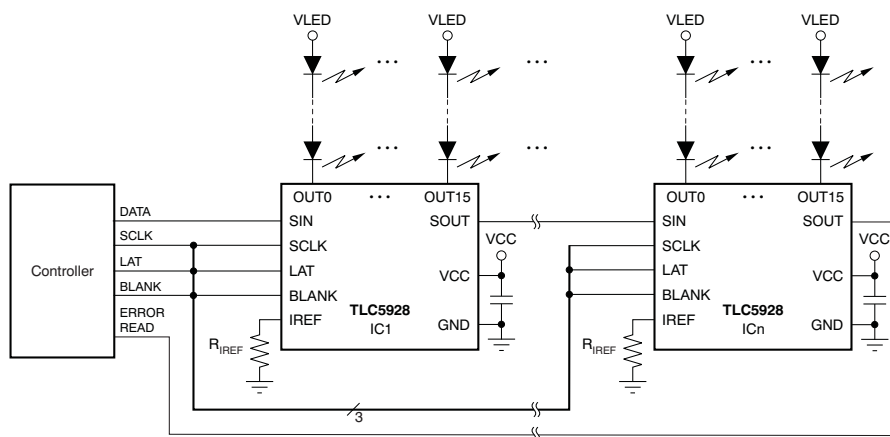 VLED VLED VLED VLED
... ... ... ...
... ... ... ...
OUT0 ... OUT15 OUT0 ... OUT15
DATA SIN SOUT SIN SOUT
SCLK SCLK VCC SCLK VCC
Controller LAT LAT VCC LAT VCC
BLANK BLANK TLC5928 BLANK TLC5928
ERROR IREF IC1 GND IREF ICn GND
READ
RIREF RIREF
3